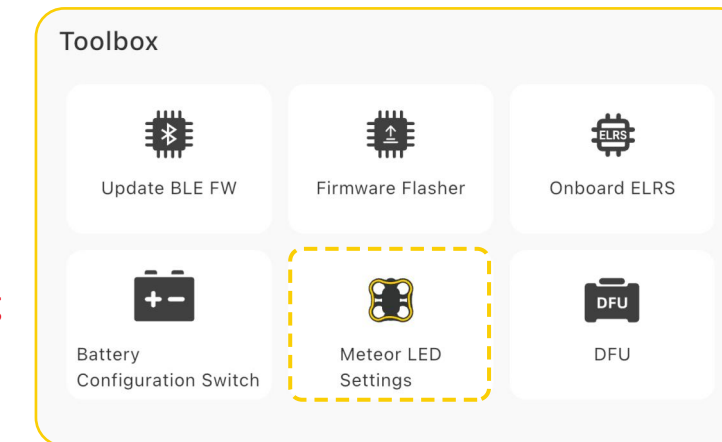 Toolbox
Update BLE FW
Firmware Flasher
ELRS
Onboard ELRS
Battery
Configuration Switch
Meteor LED
Settings
DFU
DFU